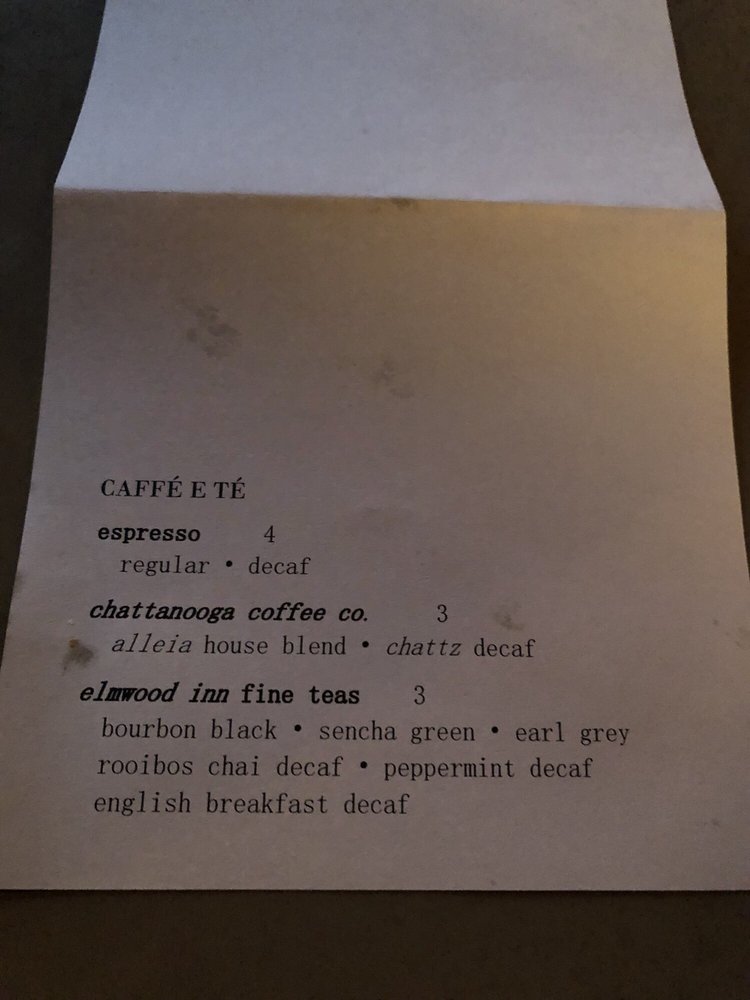 CAFFÉ E TÉ
espresso 4
regular • decaf
chattanooga coffee co. 3
alleia house blend • chattz decaf
elmwood inn fine teas 3
bourbon black • sencha green • earl grey
rooibos chai decaf • peppermint decaf
english breakfast decaf